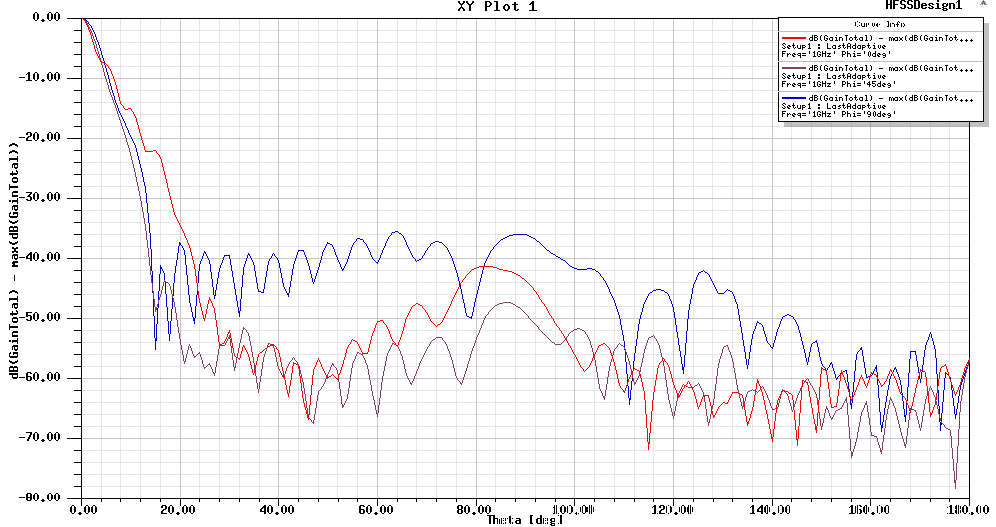 XY Plot 1
HFSSDesign1
Curve Info
dB(GainTotal) - max(dB(GainTot...
Setup1 : LastAdaptive
Freq='1GHz' Phi='0deg'
dB(GainTotal) - max(dB(GainTot...
Setup1 : LastAdaptive
Freq='1GHz' Phi='45deg'
dB(GainTotal) - max(dB(GainTot...
Setup1 : LastAdaptive
Freq='1GHz' Phi='90deg'
dB(GainTotal) - max(dB(GainTotal))
0.00
-10.00
-20.00
-30.00
-40.00
-50.00
-60.00
-70.00
-80.00
0.00 20.00 40.00 60.00 80.00 100.00 120.00 140.00 160.00 180.00
Theta [deg]